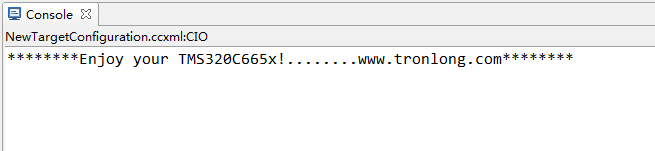 Console
NewTargetConfiguration.ccxml:CIO
********Enjoy your TMS320C665x!........www.tronlong.com********